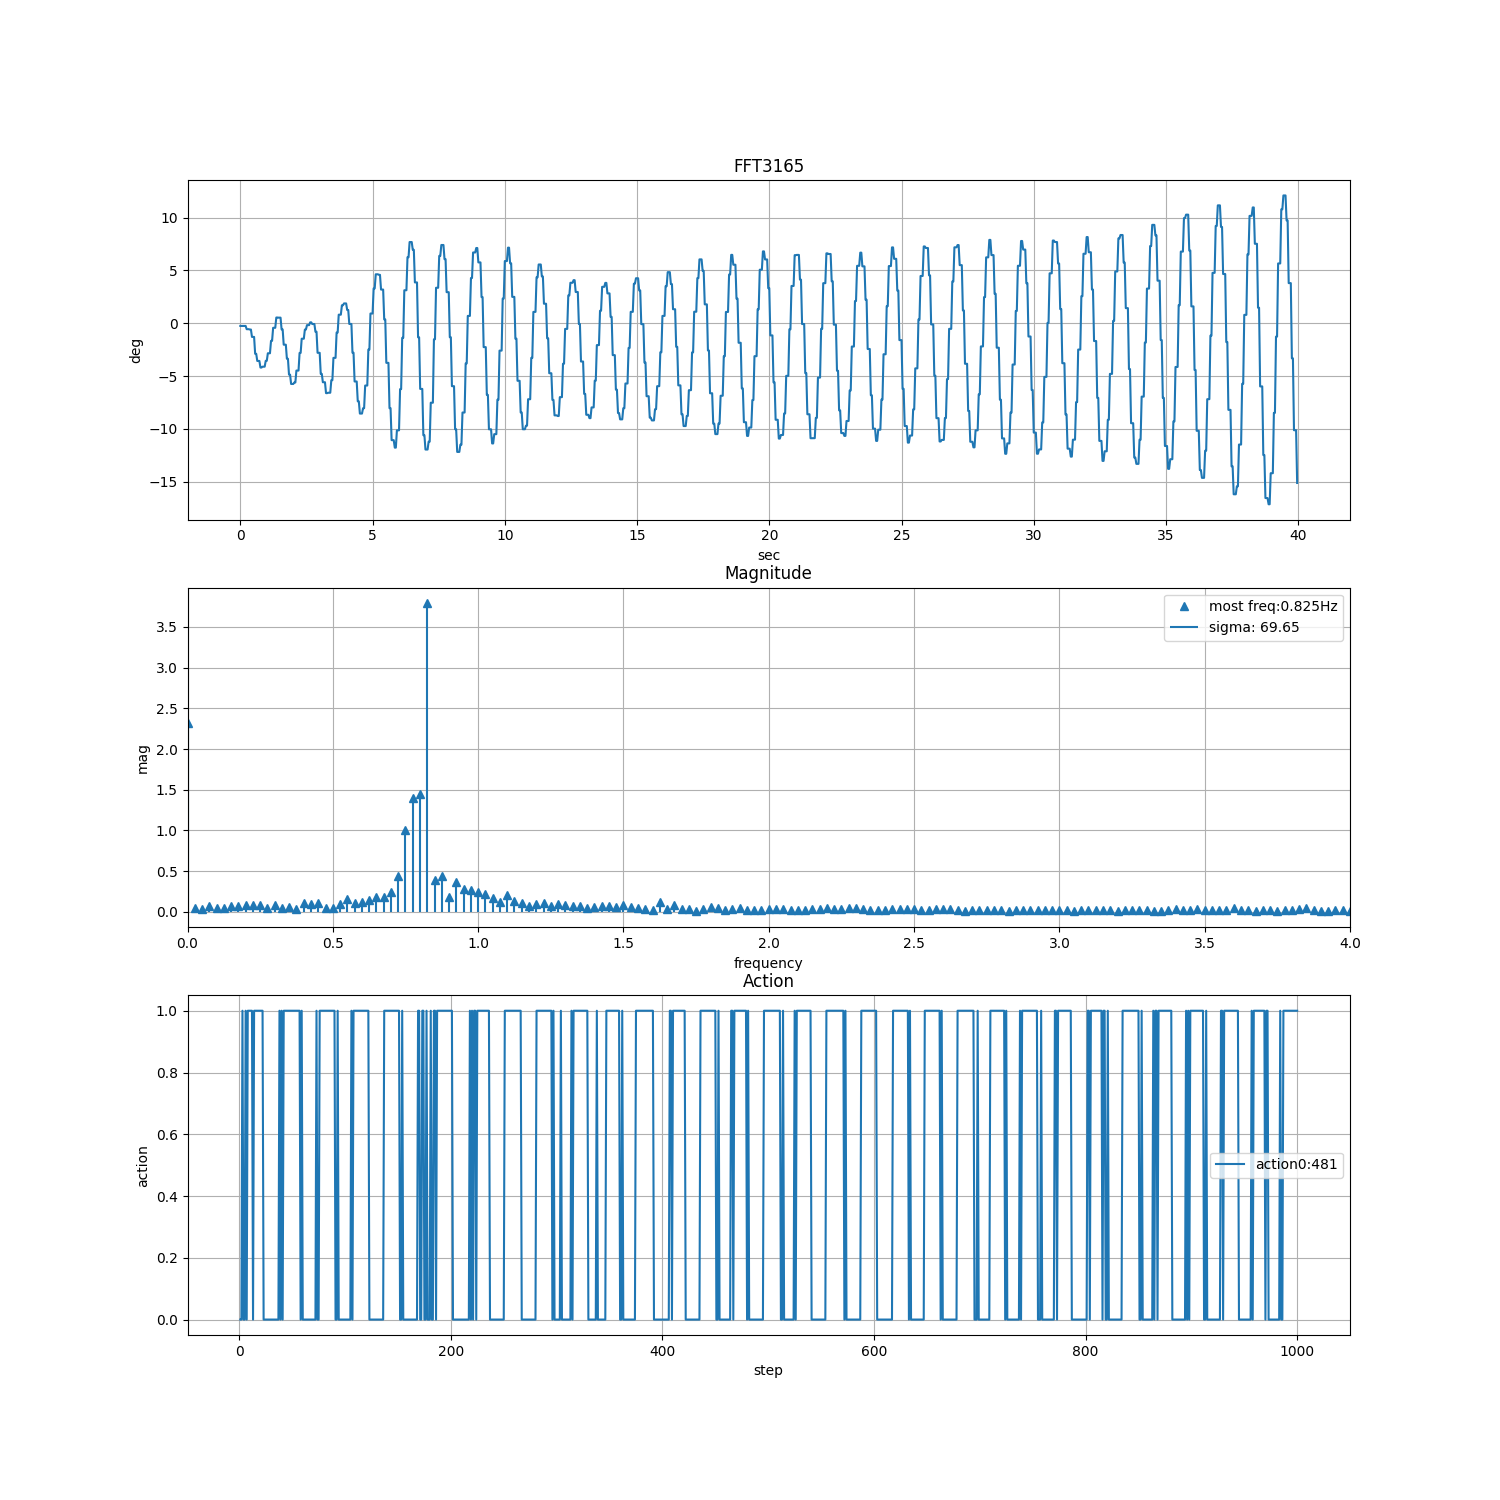 FFT3165
10
5
0
−5
−10
−15
deg
0 5 10 15 20 25 30 35 40
sec
Magnitude
most freq:0.825Hz
sigma: 69.65
3.5
3.0
2.5
2.0
1.5
1.0
0.5
0.0
mag
0.0 0.5 1.0 1.5 2.0 2.5 3.0 3.5 4.0
frequency
Action
1.0
0.8
0.6
0.4
0.2
0.0
action
action0:481
0 200 400 600 800 1000
step